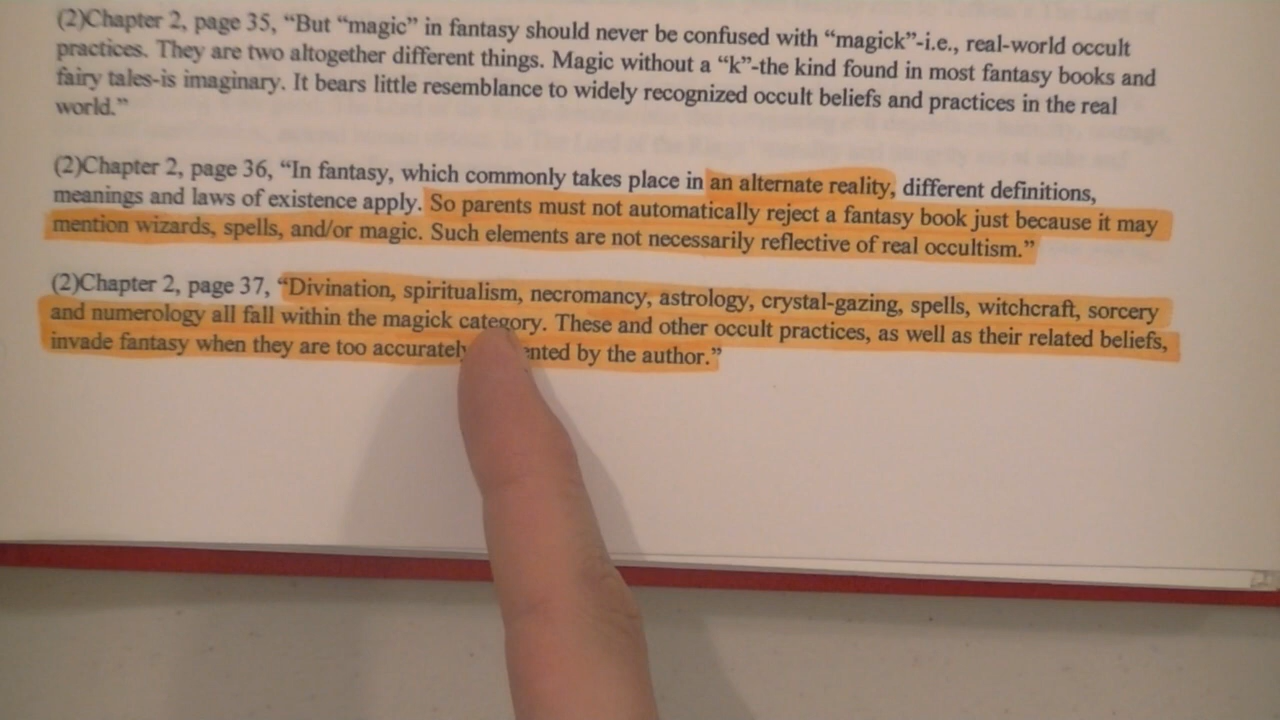 (2)Chapter 2, page 35, “But “magic” in fantasy should never be confused with “magick”-i.e., real-world occult
practices. They are two altogether different things. Magic without a “k”-the kind found in most fantasy books and
fairy tales-is imaginary. It bears little resemblance to widely recognized occult beliefs and practices in the real
world.”
(2)Chapter 2, page 36, “In fantasy, which commonly takes place in an alternate reality, different definitions,
meanings and laws of existence apply. So parents must not automatically reject a fantasy book just because it may
mention wizards, spells, and/or magic. Such elements are not necessarily reflective of real occultism.”
(2)Chapter 2, page 37, “Divination, spiritualism, necromancy, astrology, crystal-gazing, spells, witchcraft, sorcery
and numerology all fall within the magick category. These and other occult practices, as well as their related beliefs,
invade fantasy when they are too accurately by the author.”